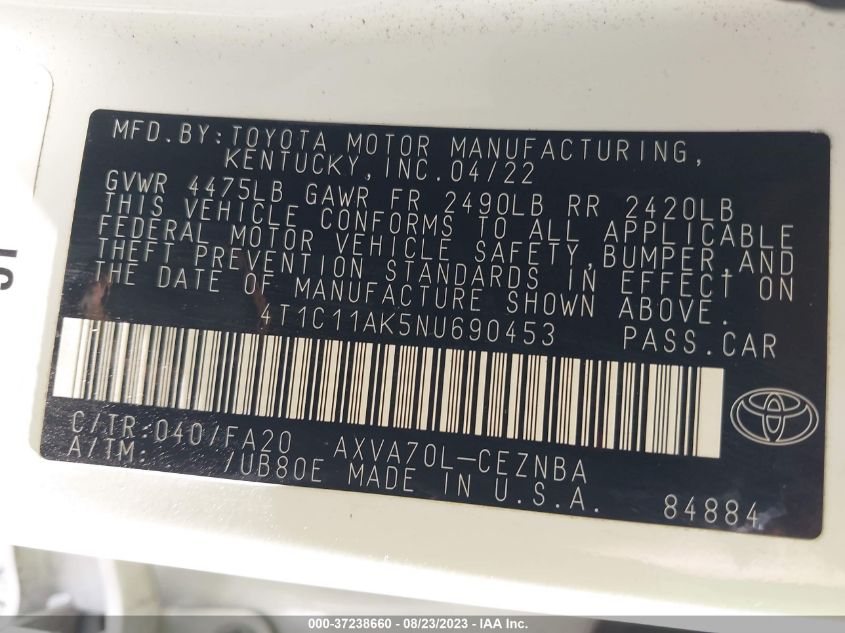 MFD.BY:TOYOTA MOTOR MANUFACTURING,
KENTUCKY,INC.04/22
GVWR 4475LB GAWR FR 2490LB RR 2420LB
THIS VEHICLE CONFORMS TO ALL APPLICABLE
FEDERAL MOTOR VEHICLE SAFETY,BUMPER,AND
THEFT PREVENTION STANDARDS IN EFFECT ON
THE DATE OF MANUFACTURE SHOWN ABOVE.
4T1C11AK5NU690453 PASS.CAR
C/TR:040/FA20 AXVA70L-CEZNBA
A/TM: /UB80E MADE IN U.S.A. 84884
000-37238660 - 08/23/2023 - IAA Inc.